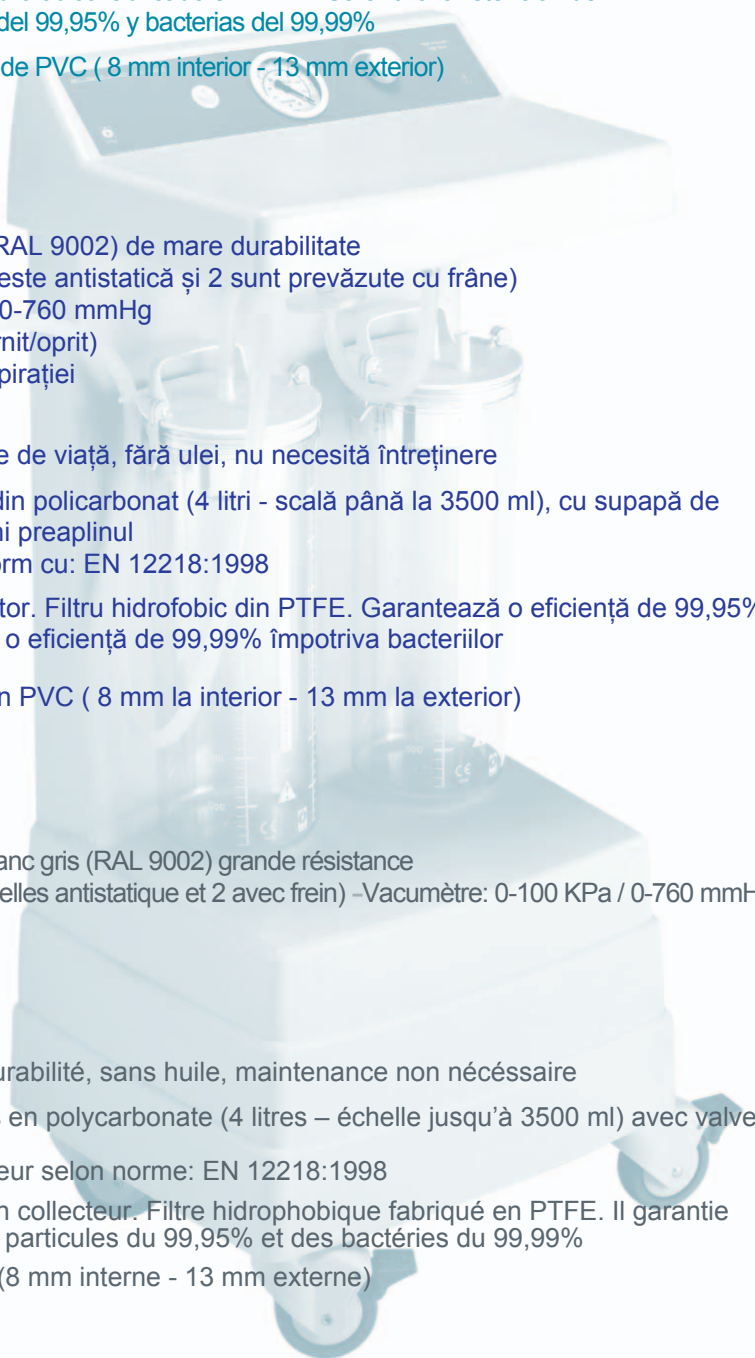 del 99,95% y bacterias del 99,99%
de PVC ( 8 mm interior - 13 mm exterior)
RAL 9002) de mare durabilitate
este antistatică și 2 sunt prevăzute cu frâne)
0-760 mmHg
rnit/oprit)
pirației
e de viață, fără ulei, nu necesită întreținere
din policarbonat (4 litri - scală până la 3500 ml), cu supapă de
ni preaplinul
orm cu: EN 12218:1998
tor. Filtru hidrofobic din PTFE. Garantează o eficiență de 99,95%
o eficiență de 99,99% împotriva bacteriilor
n PVC ( 8 mm la interior - 13 mm la exterior)
anc gris (RAL 9002) grande résistance
elles antistatique et 2 avec frein) -Vacumètre: 0-100 KPa / 0-760 mmH
urabilité, sans huile, maintenance non nécéssaire
s en polycarbonate (4 litres – échelle jusqu'à 3500 ml) avec valve
eur selon norme: EN 12218:1998
n collecteur. Filtre hidrophobique fabriqué en PTFE. Il garantie
particules du 99,95% et des bactéries du 99,99%
(8 mm interne - 13 mm externe)